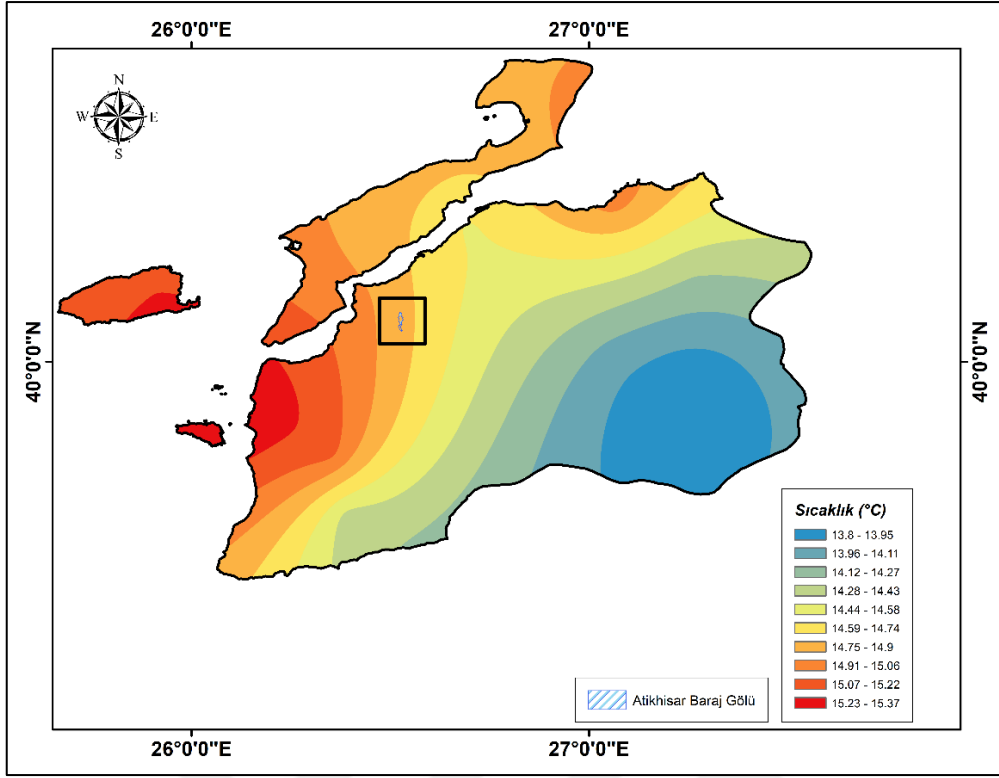 26°0'0"E 27°0'0"E
N
W E
S
40°0'0"N 40°0'0"N
Sıcaklık (°C)
13.8 - 13.95
13.96 - 14.11
14.12 - 14.27
14.28 - 14.43
14.44 - 14.58
14.59 - 14.74
14.75 - 14.9
14.91 - 15.06
15.07 - 15.22
15.23 - 15.37
Atikhisar Baraj Gölü
26°0'0"E 27°0'0"E